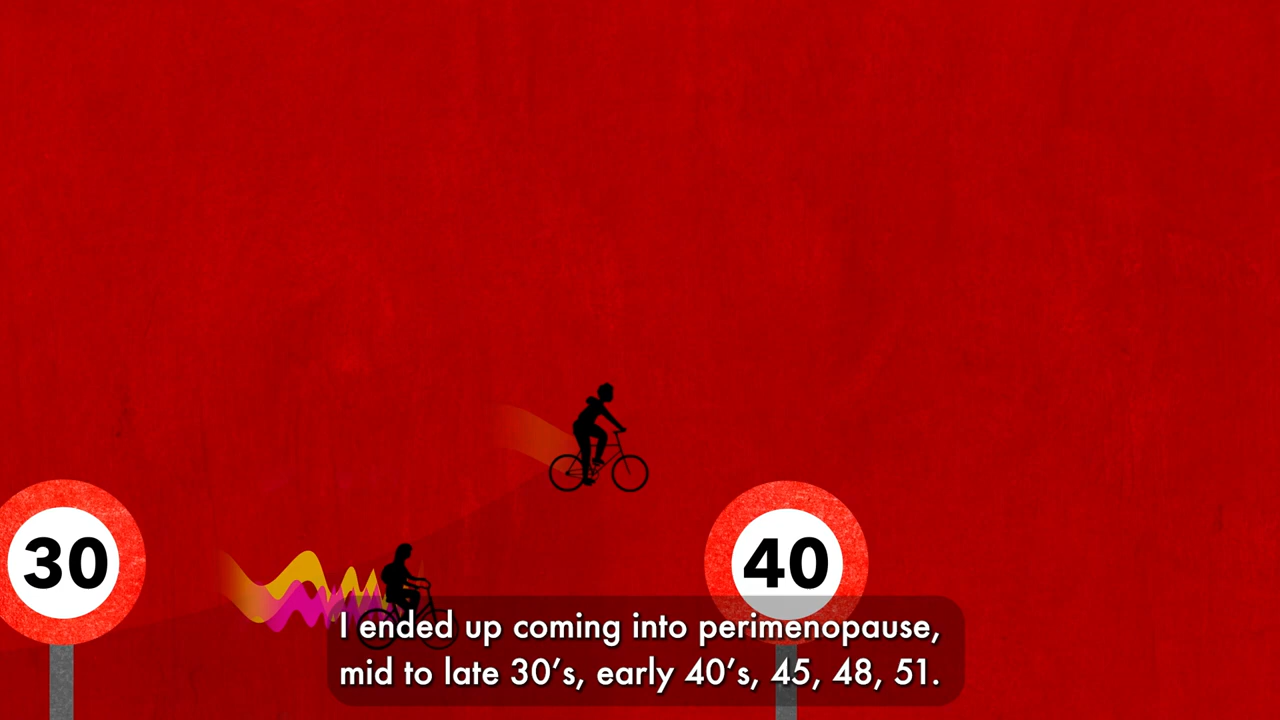 30
40
I ended up coming into perimenopause,
mid to late 30’s, early 40’s, 45, 48, 51.